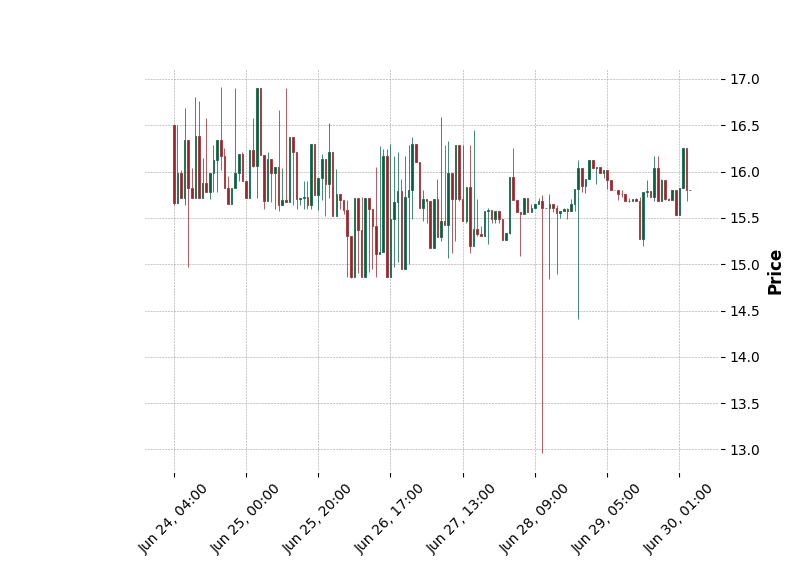 17.0
16.5
16.0
15.5
15.0
14.5
14.0
13.5
13.0
Price
Jun 24, 04:00
Jun 25, 00:00
Jun 25, 20:00
Jun 26, 17:00
Jun 27, 13:00
Jun 28, 09:00
Jun 29, 05:00
Jun 30, 01:00